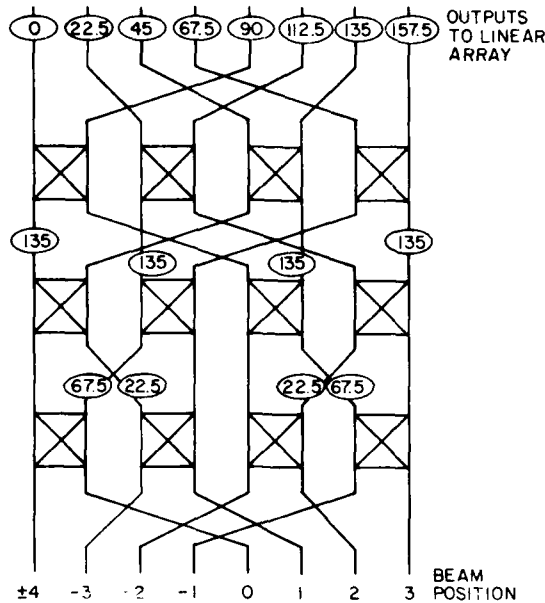 0 22.5 45 67.5 90 112.5 135 157.5 OUTPUTS
TO LINEAR
ARRAY
135 135
135 135
67.5 22.5 22.5 67.5
±4 -3 -2 -1 0 1 2 3 BEAM
POSITION